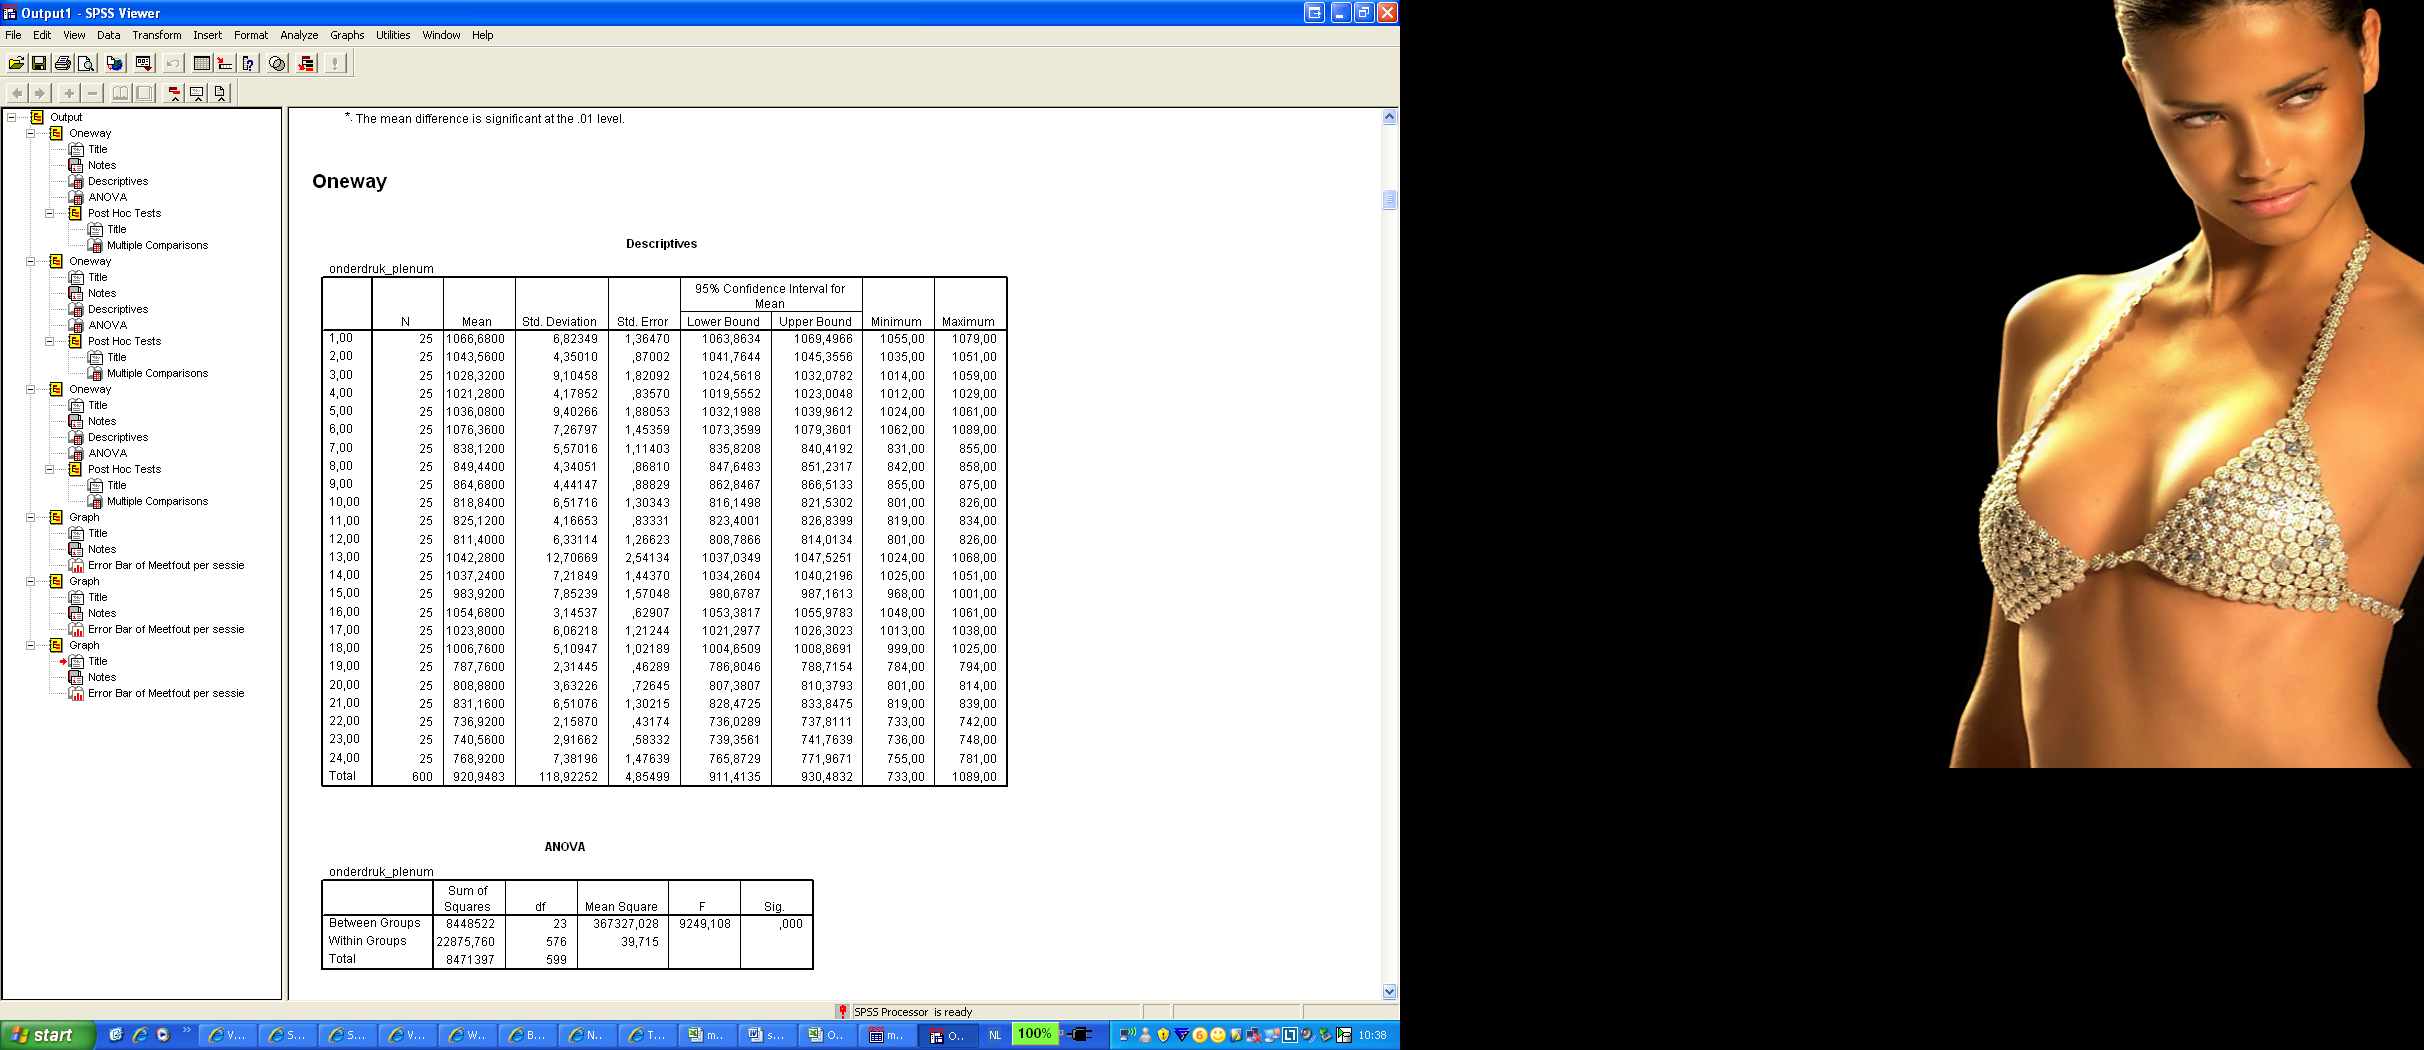 Output1 - SPSS Viewer
File Edit View Data Transform Insert Format Analyze Graphs Utilities Window Help
Output
Oneway
Title
Notes
Descriptives
ANOVA
Post Hoc Tests
Title
Multiple Comparisons
Oneway
Title
Notes
Descriptives
ANOVA
Post Hoc Tests
Title
Multiple Comparisons
Oneway
Title
Notes
Descriptives
ANOVA
Post Hoc Tests
Title
Multiple Comparisons
Graph
Title
Notes
Error Bar of Meetfout per sessie
Graph
Title
Notes
Error Bar of Meetfout per sessie
Graph
Title
Notes
Error Bar of Meetfout per sessie
*. The mean difference is significant at the .01 level.
Oneway
Descriptives
onderdruk_plenum
95% Confidence Interval for
Mean
N Mean Std. Deviation Std. Error Lower Bound Upper Bound Minimum Maximum
1,00 25 1066,6800 6,82349 1,36470 1063,8634 1069,4966 1055,00 1079,00
2,00 25 1043,5600 4,35010 ,87002 1041,7644 1045,3556 1035,00 1051,00
3,00 25 1028,3200 9,10458 1,82092 1024,5618 1032,0782 1014,00 1059,00
4,00 25 1021,2800 4,17852 ,83570 1019,5552 1023,0048 1012,00 1029,00
5,00 25 1036,0800 9,40266 1,88053 1032,1988 1039,9612 1024,00 1061,00
6,00 25 1076,3600 7,26797 1,45359 1073,3599 1079,3601 1062,00 1089,00
7,00 25 838,1200 5,57016 1,11403 835,8208 840,4192 831,00 855,00
8,00 25 849,4400 4,34051 ,86810 847,6483 851,2317 842,00 858,00
9,00 25 864,6800 4,44147 ,88829 862,8467 866,5133 855,00 875,00
10,00 25 818,8400 6,51716 1,30343 816,1498 821,5302 801,00 826,00
11,00 25 825,1200 4,16653 ,83331 823,4001 826,8399 819,00 834,00
12,00 25 811,4000 6,33114 1,26623 808,7866 814,0134 801,00 826,00
13,00 25 1042,2800 12,70669 2,54134 1037,0349 1047,5251 1024,00 1068,00
14,00 25 1037,2400 7,21849 1,44370 1034,2604 1040,2196 1025,00 1051,00
15,00 25 983,9200 7,85239 1,57048 980,6787 987,1613 968,00 1001,00
16,00 25 1054,6800 3,14537 ,62907 1053,3817 1055,9783 1048,00 1061,00
17,00 25 1023,8000 6,06218 1,21244 1021,2977 1026,3023 1013,00 1038,00
18,00 25 1006,7600 5,10947 1,02189 1004,6509 1008,8691 999,00 1025,00
19,00 25 787,7600 2,31445 ,46289 786,8046 788,7154 784,00 794,00
20,00 25 808,8800 3,63226 ,72645 807,3807 810,3793 801,00 814,00
21,00 25 831,1600 6,51076 1,30215 828,4725 833,8475 819,00 839,00
22,00 25 736,9200 2,15870 ,43174 736,0289 737,8111 733,00 742,00
23,00 25 740,5600 2,91662 ,58332 739,3561 741,7639 736,00 748,00
24,00 25 768,9200 7,38196 1,47639 765,8729 771,9671 755,00 781,00
Total 600 920,9483 118,92252 4,85499 911,4135 930,4832 733,00 1089,00
ANOVA
onderdruk_plenum
Sum of
Squares df Mean Square F Sig.
Between Groups 8448522 23 367327,028 9249,108 ,000
Within Groups 22875,760 576 39,715
Total 8471397 599
SPSS Processor is ready
start V... S... S... V... W.. B... N.. T... m.. s... O.. m.. O.. NL 100% 10:38